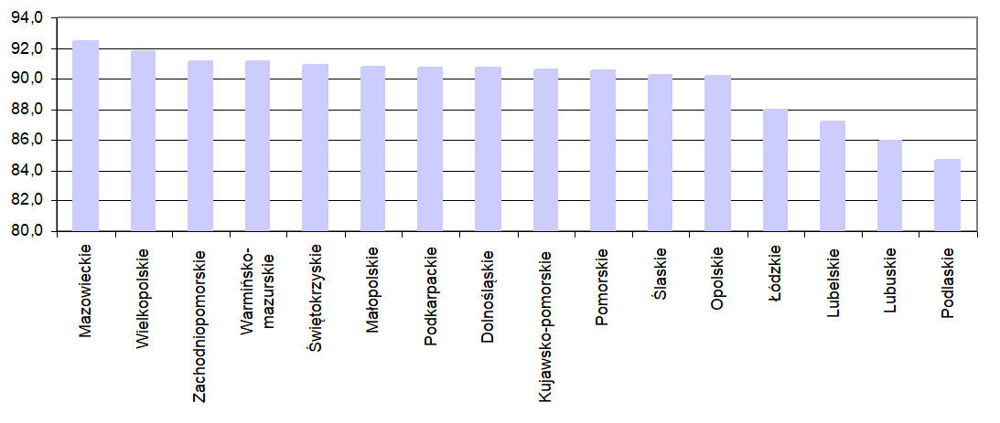 94,0
92,0
90,0
88,0
86,0
84,0
82,0
80,0
Mazowieckie
Wielkopolskie
Zachodniopomorskie
Warmińsko-
mazurskie
Świętokrzyskie
Małopolskie
Podkarpackie
Dolnośląskie
Kujawsko-pomorskie
Pomorskie
Ślaskie
Opolskie
Łódzkie
Lubelskie
Lubuskie
Podlaskie